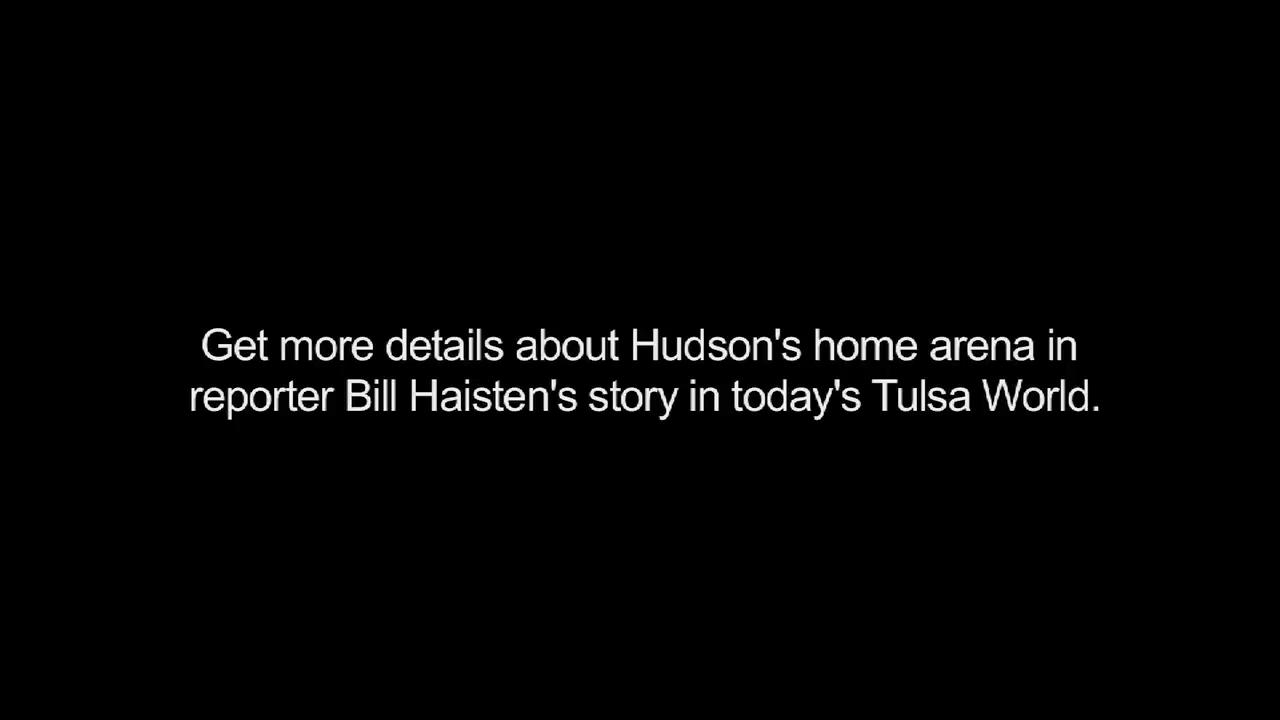 Get more details about Hudson's home arena in
reporter Bill Haisten's story in today's Tulsa World.